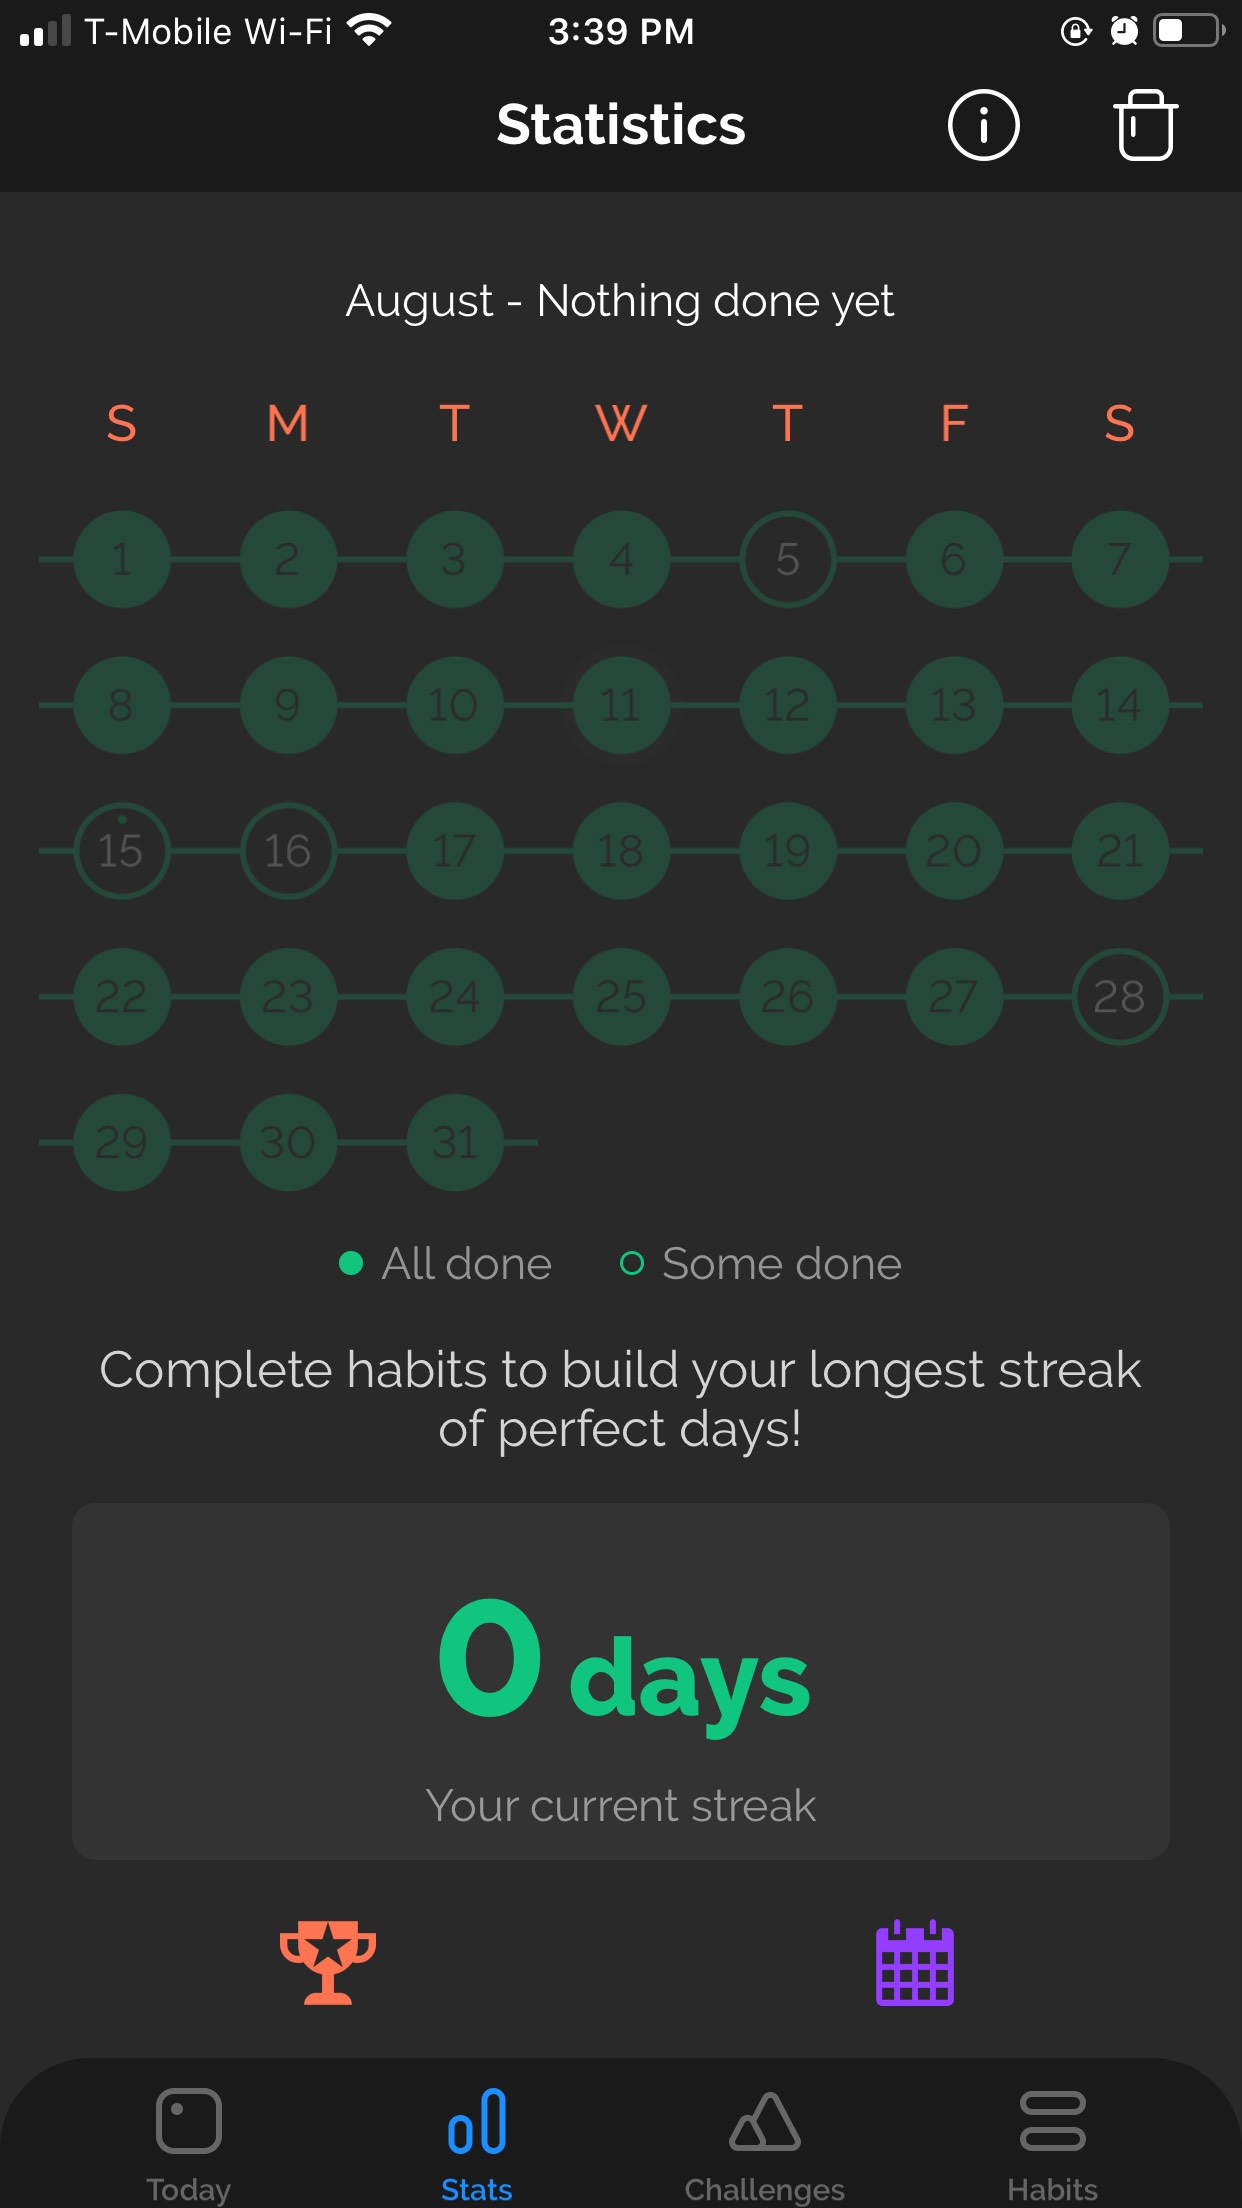 T-Mobile Wi-Fi 3:39 PM
Statistics
August - Nothing done yet
S M T W T F S
1 2 3 4 5 6 7
8 9 10 11 12 13 14
15 16 17 18 19 20 21
22 23 24 25 26 27 28
29 30 31
All done Some done
Complete habits to build your longest streak
of perfect days!
0 days
Your current streak
Today Stats Challenges Habits